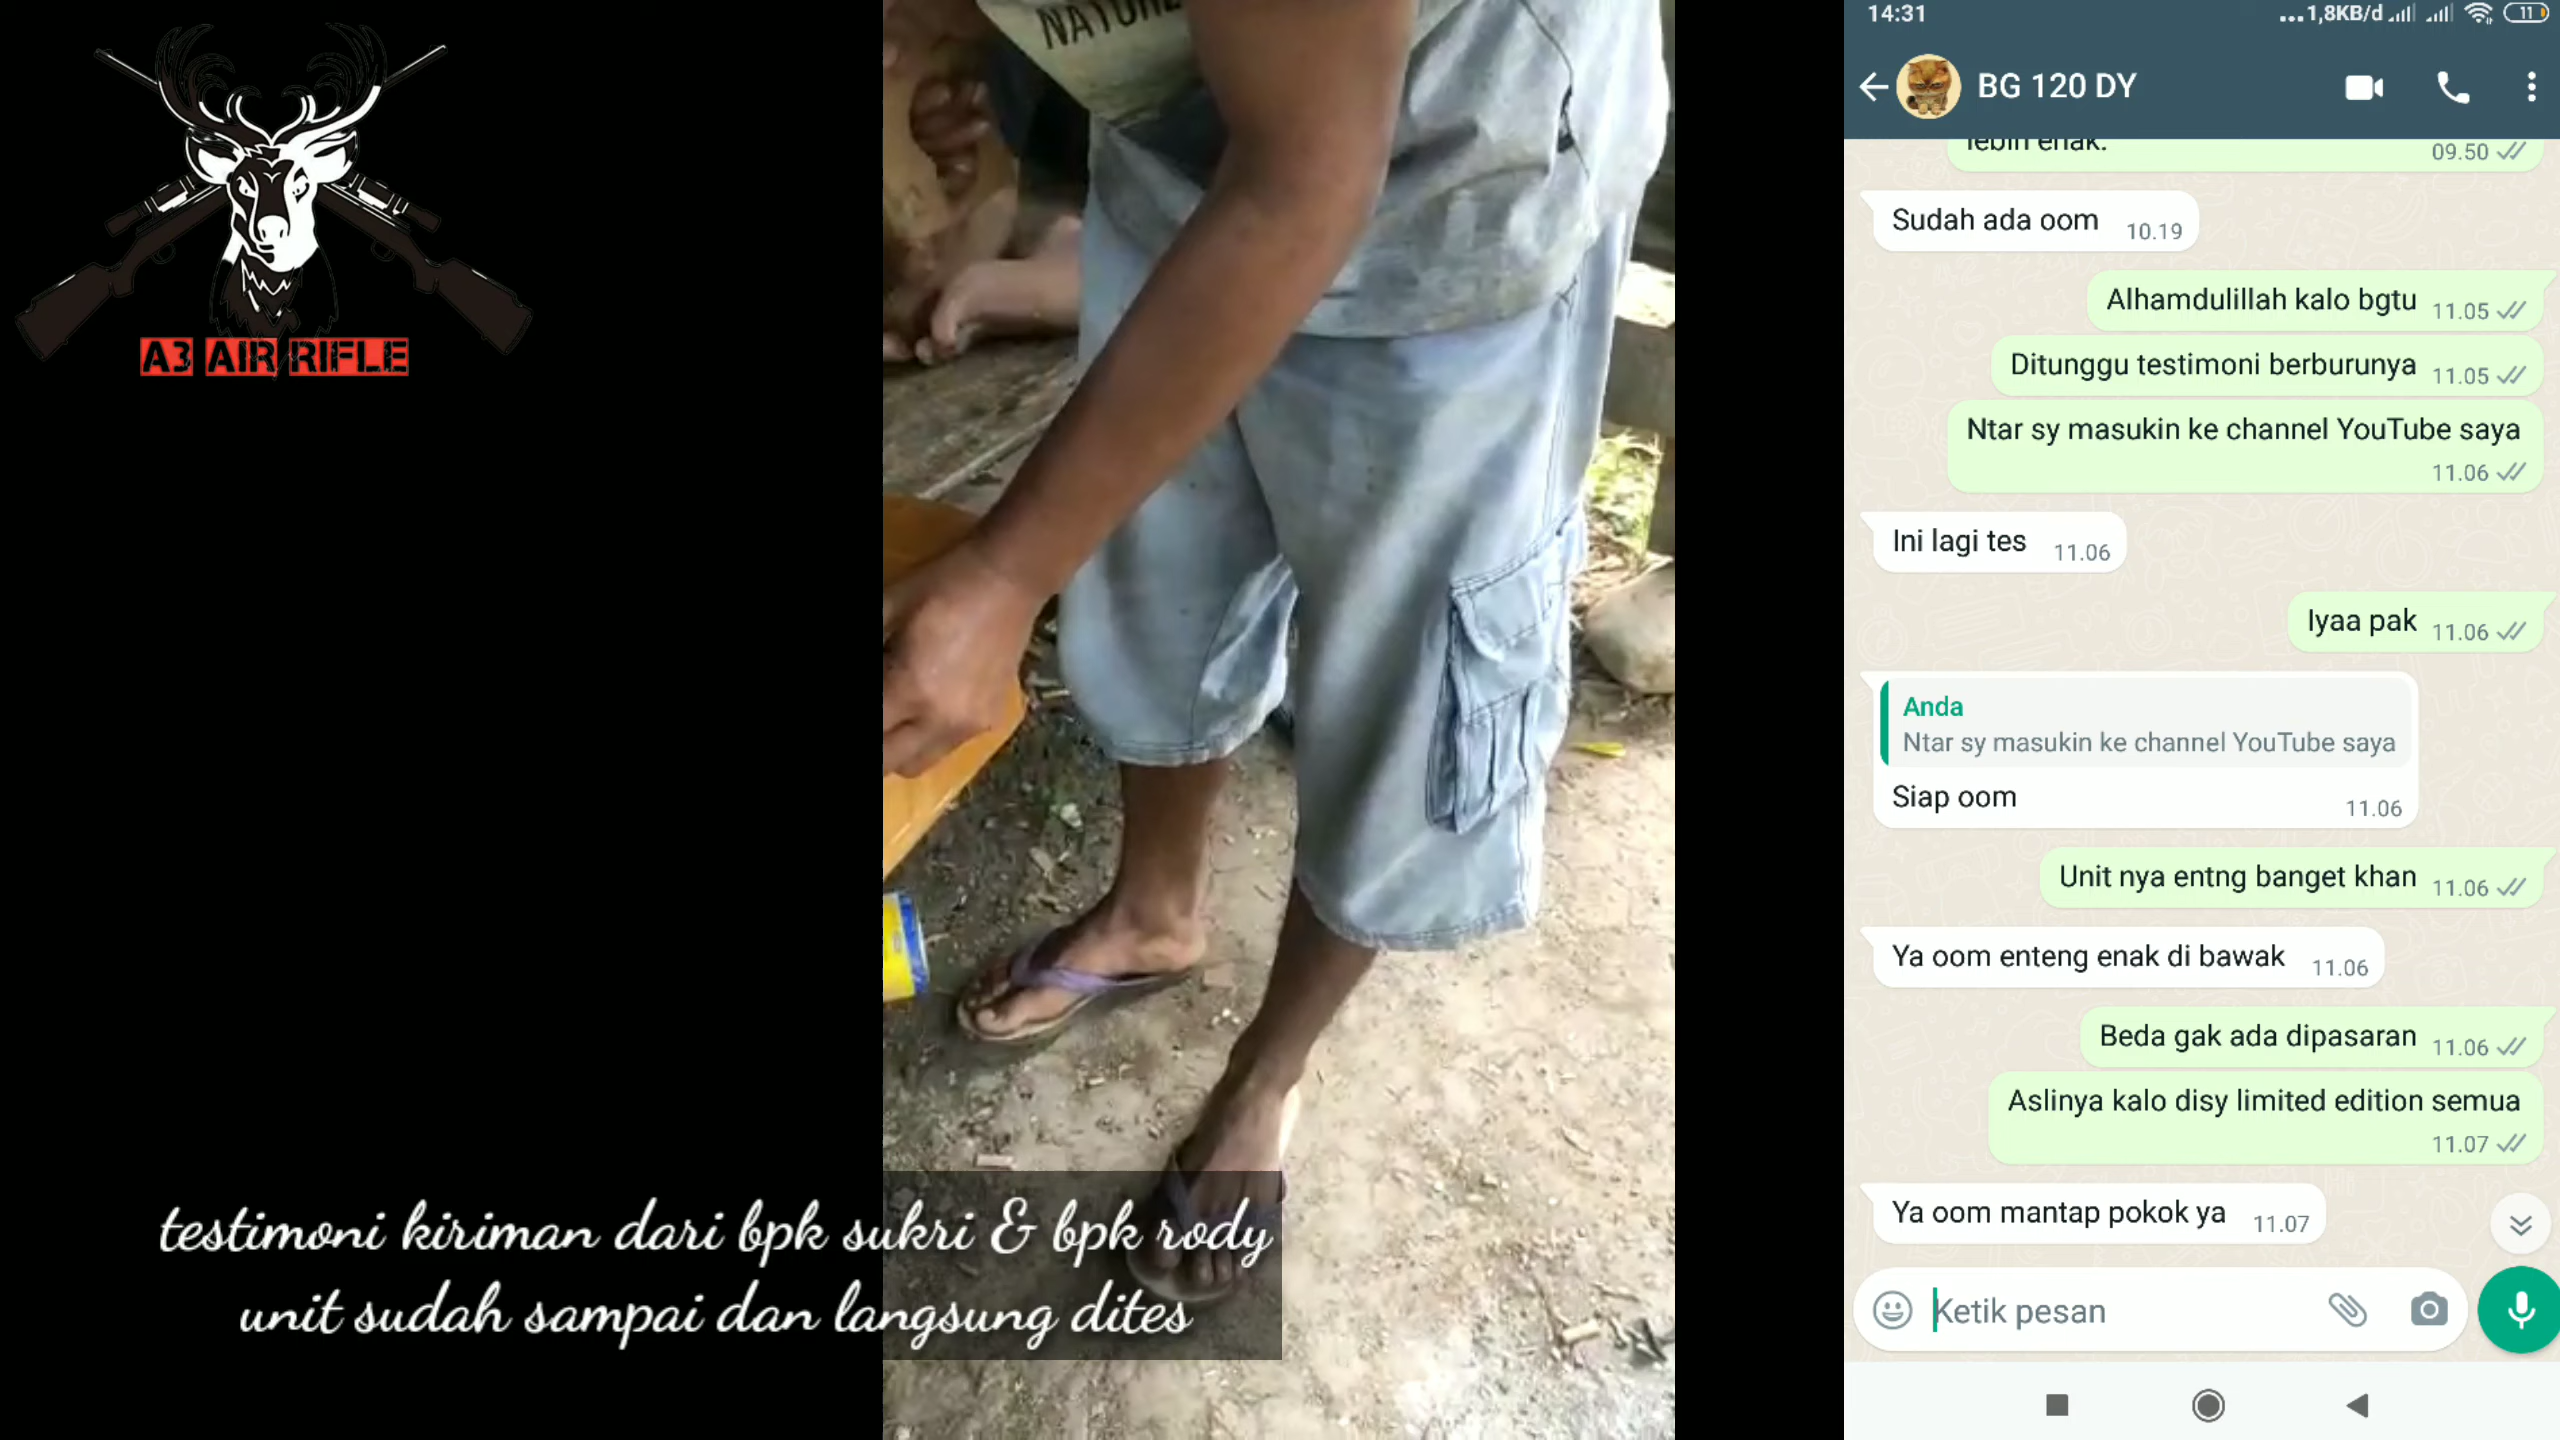 A3 AIR RIFLE
NATURE
testimoni kiriman dari bpk sukri & bpk rody
unit sudah sampai dan langsung dites
14:31
...1,8KB/d
11
BG 120 DY
lebih enak.
09.50
Sudah ada oom 10.19
Alhamdulillah kalo bgtu 11.05
Ditunggu testimoni berburunya 11.05
Ntar sy masukin ke channel YouTube saya
11.06
Ini lagi tes 11.06
Iyaa pak 11.06
Anda
Ntar sy masukin ke channel YouTube saya
Siap oom 11.06
Unit nya entng banget khan 11.06
Ya oom enteng enak di bawak 11.06
Beda gak ada dipasaran 11.06
Aslinya kalo disy limited edition semua
11.07
Ya oom mantap pokok ya 11.07
Ketik pesan